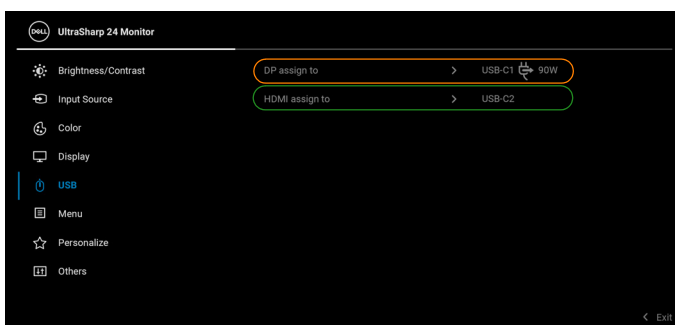 DELL UltraSharp 24 Monitor
Brightness/Contrast
DP assign to > USB-C1 90W
Input Source
HDMI assign to > USB-C2
Color
Display
USB
Menu
Personalize
Others
< Exit